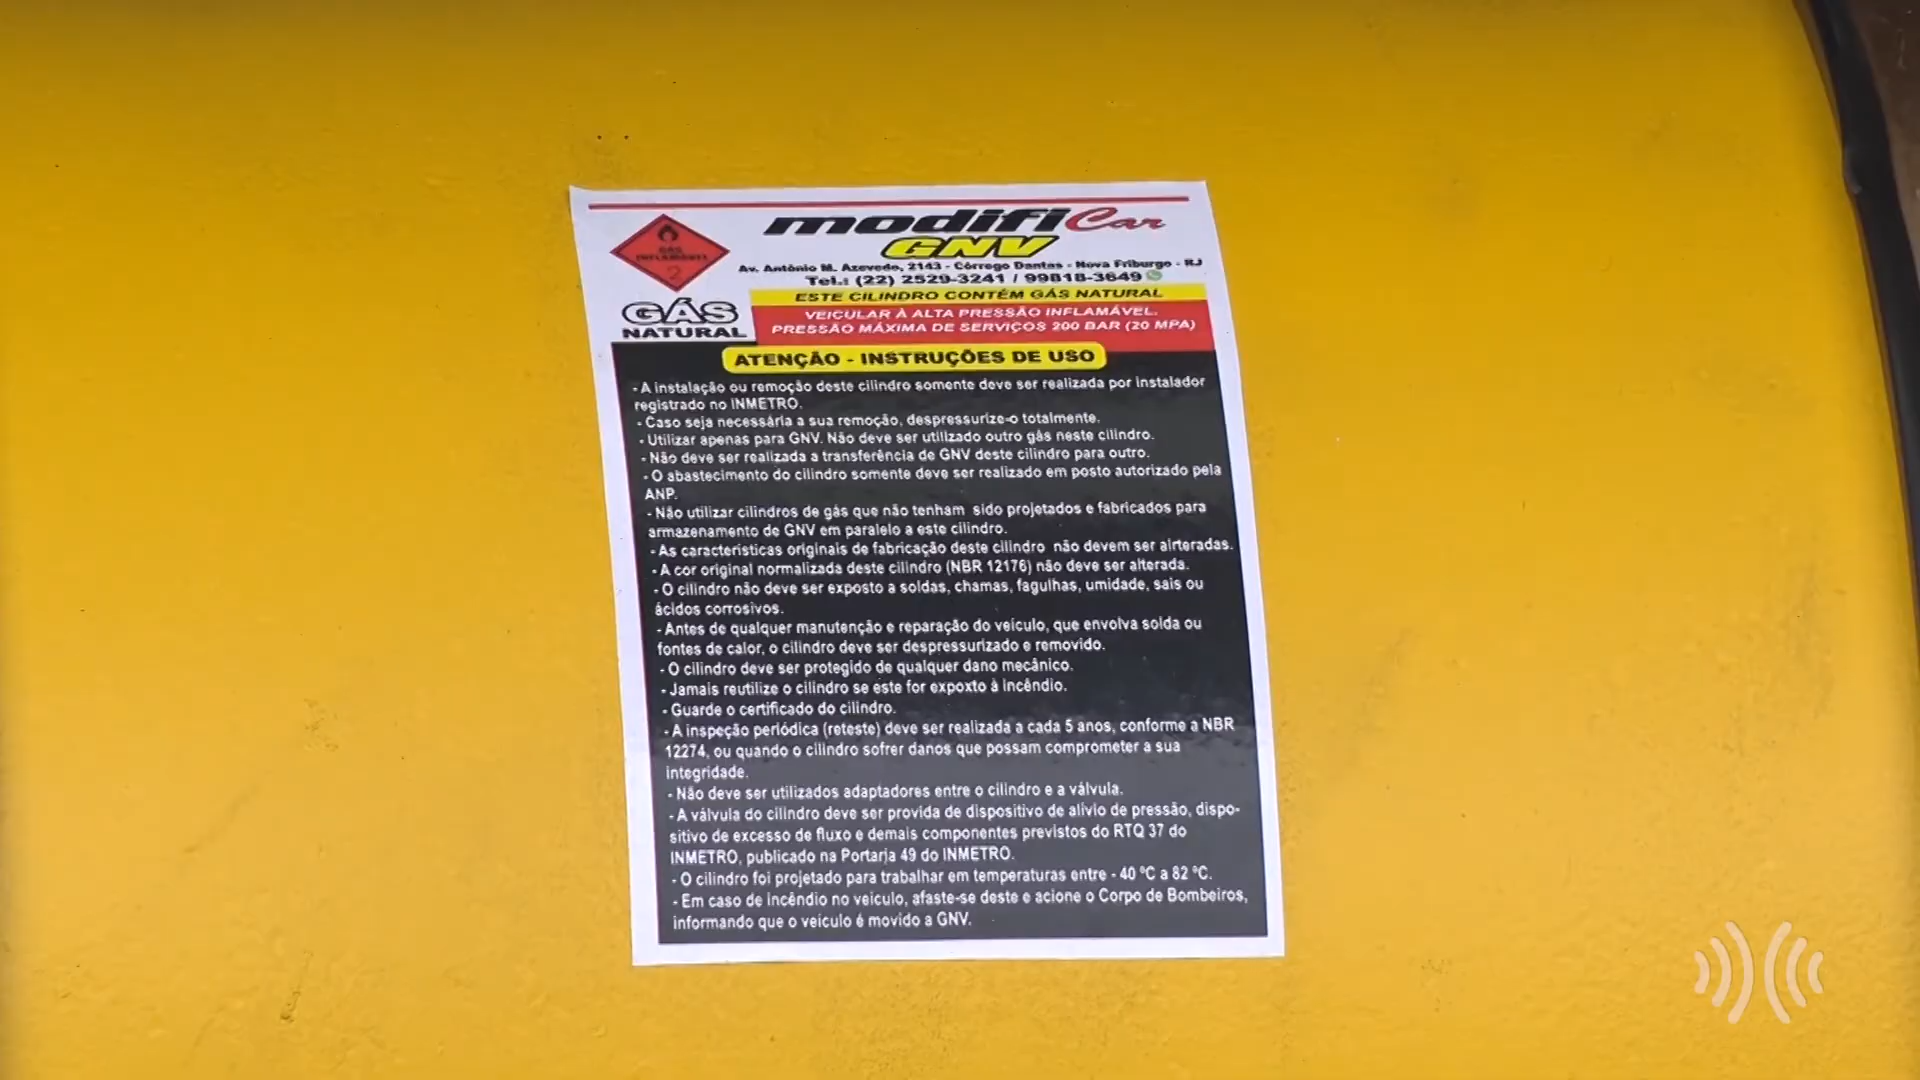 modifiCar
GNV
GÁS
INFLAMÁVEL
2
Av. Antônio M. Azevedo, 2143 - Córrego Dantas - Nova Friburgo - RJ
Tel.: (22) 2529-3241 / 99818-3649
GÁS
NATURAL
ESTE CILINDRO CONTÉM GÁS NATURAL
VEICULAR À ALTA PRESSÃO INFLAMÁVEL.
PRESSÃO MÁXIMA DE SERVIÇOS 200 BAR (20 MPA)
ATENÇÃO - INSTRUÇÕES DE USO
- A instalação ou remoção deste cilindro somente deve ser realizada por instalador
registrado no INMETRO.
- Caso seja necessária a sua remoção, despressurize-o totalmente.
- Utilizar apenas para GNV. Não deve ser utilizado outro gás neste cilindro.
- Não deve ser realizada a transferência de GNV deste cilindro para outro.
- O abastecimento do cilindro somente deve ser realizado em posto autorizado pela
ANP.
- Não utilizar cilindros de gás que não tenham sido projetados e fabricados para
armazenamento de GNV em paralelo a este cilindro.
- As características originais de fabricação deste cilindro não devem ser airteradas.
- A cor original normalizada deste cilindro (NBR 12176) não deve ser alterada.
- O cilindro não deve ser exposto a soldas, chamas, fagulhas, umidade, sais ou
ácidos corrosivos.
- Antes de qualquer manutenção e reparação do veículo, que envolva solda ou
fontes de calor, o cilindro deve ser despressurizado e removido.
- O cilindro deve ser protegido de qualquer dano mecânico.
- Jamais reutilize o cilindro se este for expoxto à incêndio.
- Guarde o certificado do cilindro.
- A inspeção periódica (reteste) deve ser realizada a cada 5 anos, conforme a NBR
12274, ou quando o cilindro sofrer danos que possam comprometer a sua
integridade.
- Não deve ser utilizados adaptadores entre o cilindro e a válvula.
- A válvula do cilindro deve ser provida de dispositivo de alívio de pressão, dispo-
sitivo de excesso de fluxo e demais componentes previstos do RTQ 37 do
INMETRO, publicado na Portarja 49 do INMETRO.
- O cilindro foi projetado para trabalhar em temperaturas entre - 40 ºC a 82 ºC.
- Em caso de incêndio no veículo, afaste-se deste e acione o Corpo de Bombeiros,
informando que o veículo é movido a GNV.